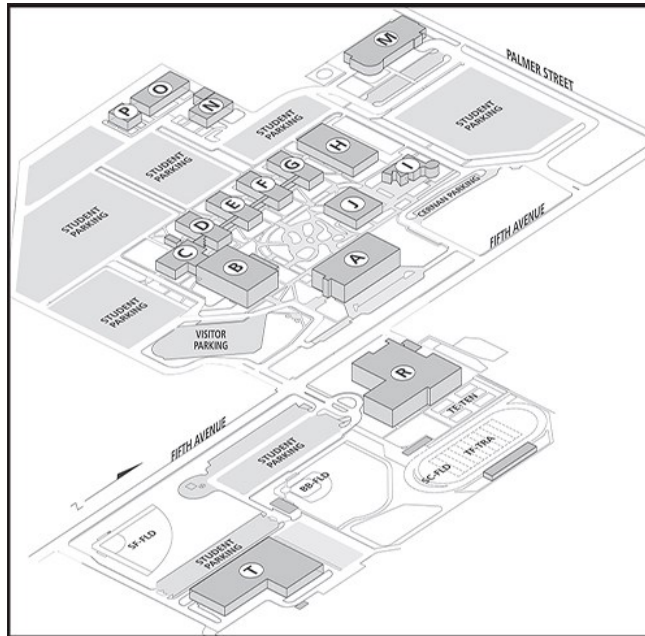 M
PALMER STREET
O
P
N
STUDENT
PARKING
STUDENT
PARKING
H
G
I
STUDENT
PARKING
F
E
J
CERNAN PARKING
STUDENT
PARKING
D
FIFTH AVENUE
C
B
A
STUDENT
PARKING
VISITOR
PARKING
R
TE-TEN
FIFTH AVENUE
STUDENT
PARKING
TF-TRA
SC-FLD
BB-FLD
N
SF-FLD
STUDENT
PARKING
T